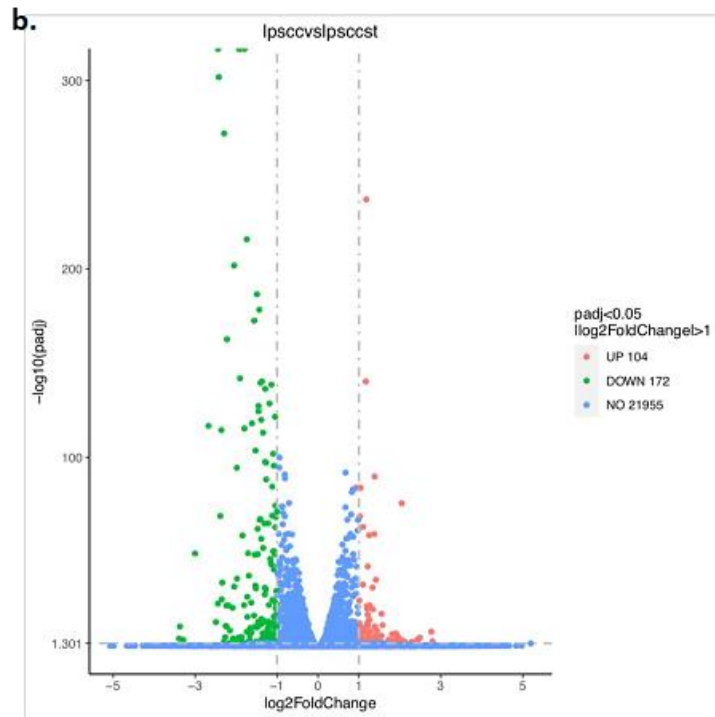 b.
lpsccvslpsccst
300
200
100
1.301
-log10(padj)
-5
-3
-1
0
1
3
5
log2FoldChange
padj<0.05
|log2FoldChange|>1
UP 104
DOWN 172
NO 21955